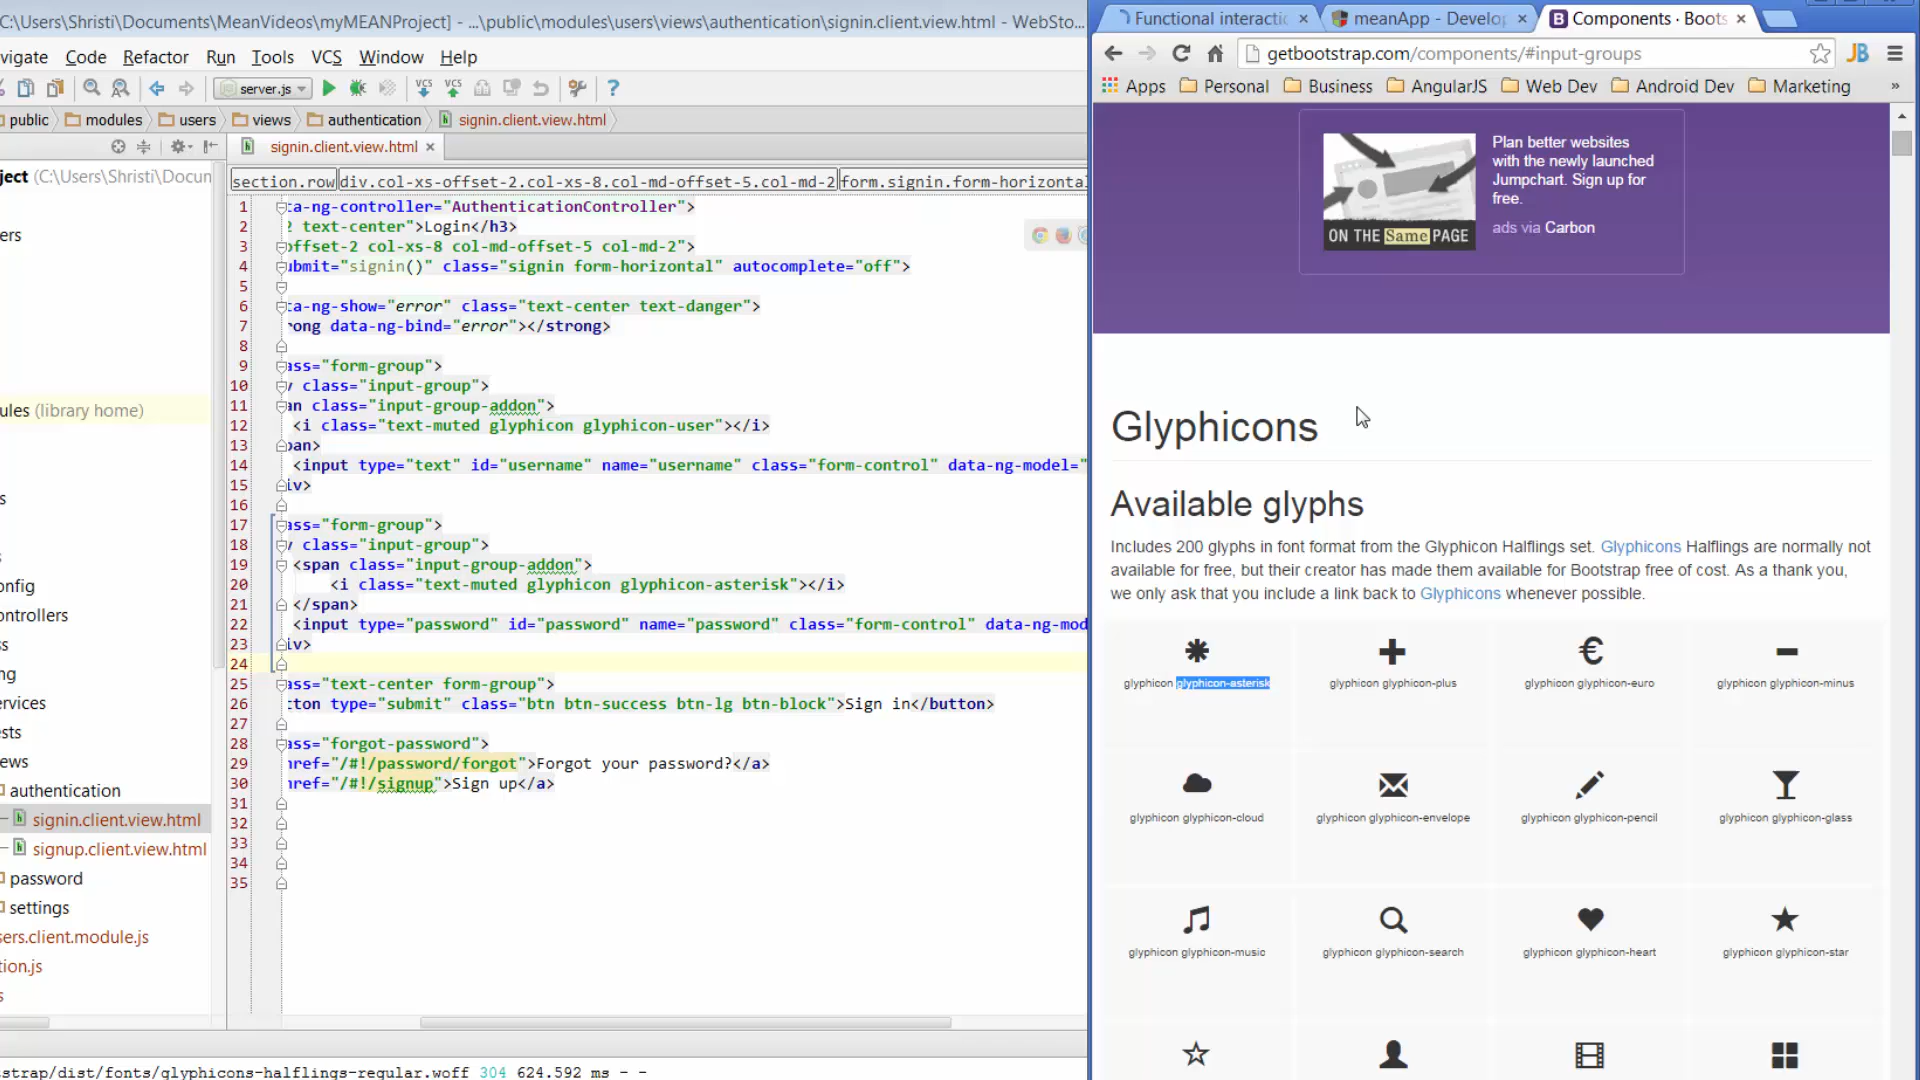 C:\Users\Shristi\Documents\MeanVideos\myMEANProject] - ...\public\modules\users\views\authentication\signin.client.view.html - WebSto...
vigate Code Refactor Run Tools VCS Window Help
server.js
VCS VCS
public modules users views authentication signin.client.view.html
signin.client.view.html
ject (C:\Users\Shristi\Docum
section.row div.col-xs-offset-2.col-xs-8.col-md-offset-5.col-md-2 form.signin.form-horizontal
ers
ules (library home)
s
onfig
ontrollers
ss
ng
ervices
ests
ews
authentication
signin.client.view.html
signup.client.view.html
password
settings
sers.client.module.js
tion.js
s
1 ta-ng-controller="AuthenticationController">
2 2 text-center">Login</h3>
3 offset-2 col-xs-8 col-md-offset-5 col-md-2">
4 ubmit="signin()" class="signin form-horizontal" autocomplete="off">
5
6 ta-ng-show="error" class="text-center text-danger">
7 rong data-ng-bind="error"></strong>
8
9 ass="form-group">
10 v class="input-group">
11 an class="input-group-addon">
12 <i class="text-muted glyphicon glyphicon-user"></i>
13 pan>
14 <input type="text" id="username" name="username" class="form-control" data-ng-model="
15 iv>
16
17 ass="form-group">
18 v class="input-group">
19 <span class="input-group-addon">
20 <i class="text-muted glyphicon glyphicon-asterisk"></i>
21 </span>
22 <input type="password" id="password" name="password" class="form-control" data-ng-mod
23 iv>
24
25 ass="text-center form-group">
26 tton type="submit" class="btn btn-success btn-lg btn-block">Sign in</button>
27
28 ass="forgot-password">
29 href="/#!/password/forgot">Forgot your password?</a>
30 href="/#!/signup">Sign up</a>
31
32
33
34
35
tstrap/dist/fonts/glyphicons-halflings-regular.woff 304 624.592 ms - -
Functional interactio meanApp - Develop Components · Boots
getbootstrap.com/components/#input-groups
JB
Apps Personal Business AngularJS Web Dev Android Dev Marketing »
ON THE Same PAGE
Plan better websites
with the newly launched
Jumpchart. Sign up for
free.
ads via Carbon
Glyphicons
Available glyphs
Includes 200 glyphs in font format from the Glyphicon Halflings set. Glyphicons Halflings are normally not
available for free, but their creator has made them available for Bootstrap free of cost. As a thank you,
we only ask that you include a link back to Glyphicons whenever possible.
glyphicon glyphicon-asterisk glyphicon glyphicon-plus glyphicon glyphicon-euro glyphicon glyphicon-minus
glyphicon glyphicon-cloud glyphicon glyphicon-envelope glyphicon glyphicon-pencil glyphicon glyphicon-glass
glyphicon glyphicon-music glyphicon glyphicon-search glyphicon glyphicon-heart glyphicon glyphicon-star